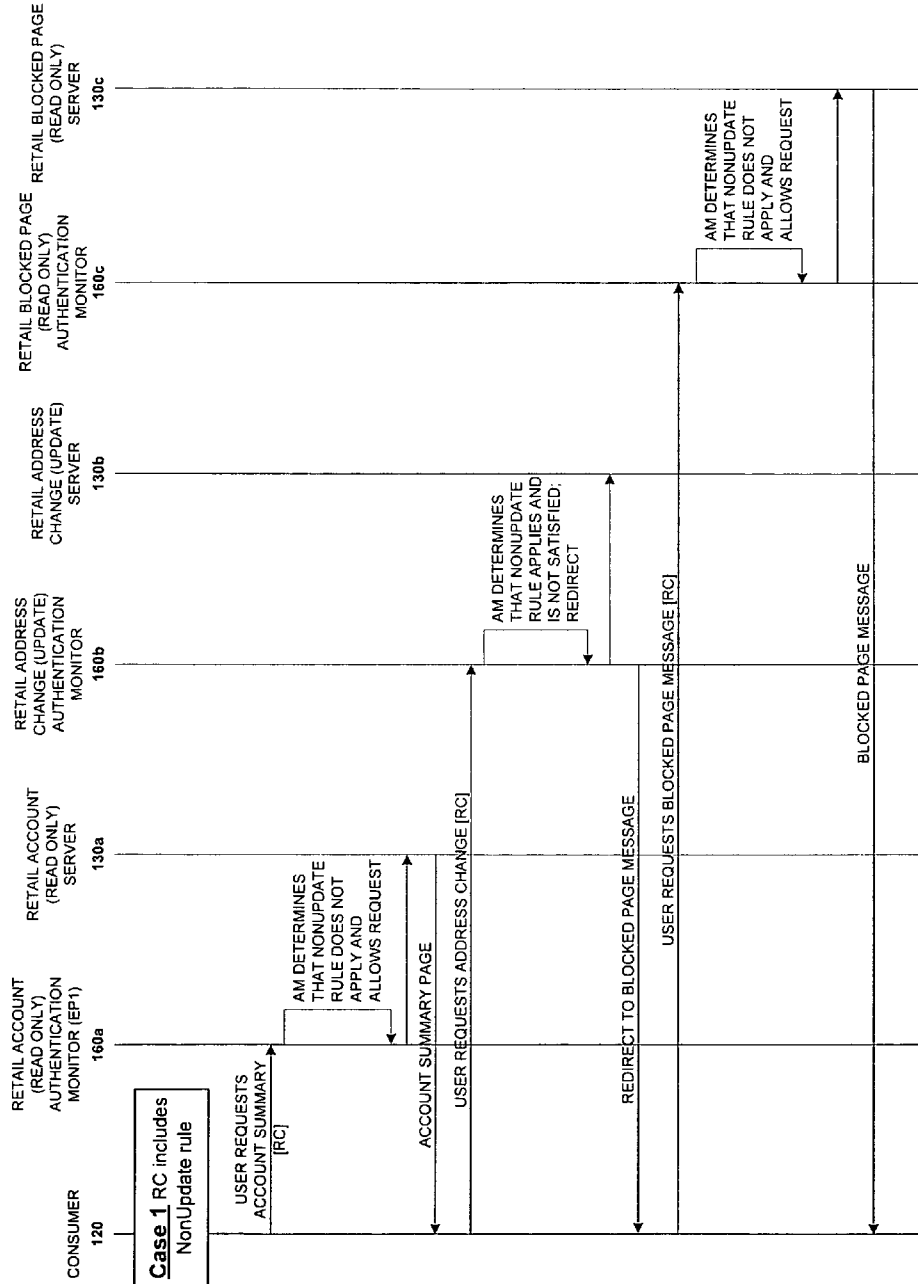 CONSUMER
120
RETAIL ACCOUNT
(READ ONLY)
AUTHENTICATION
MONITOR (EP1)
160a
RETAIL ACCOUNT
(READ ONLY)
SERVER
130a
RETAIL ADDRESS
CHANGE (UPDATE)
AUTHENTICATION
MONITOR
160b
RETAIL ADDRESS
CHANGE (UPDATE)
SERVER
130b
RETAIL BLOCKED PAGE
(READ ONLY)
AUTHENTICATION
MONITOR
160c
RETAIL BLOCKED PAGE
(READ ONLY)
SERVER
130c
Case 1 RC includes
NonUpdate rule
USER REQUESTS
ACCOUNT SUMMARY
[RC]
AM DETERMINES
THAT NONUPDATE
RULE DOES NOT
APPLY AND
ALLOWS REQUEST
ACCOUNT SUMMARY PAGE
USER REQUESTS ADDRESS CHANGE [RC]
AM DETERMINES
THAT NONUPDATE
RULE APPLIES AND
IS NOT SATISFIED;
REDIRECT
REDIRECT TO BLOCKED PAGE MESSAGE
USER REQUESTS BLOCKED PAGE MESSAGE [RC]
AM DETERMINES
THAT NONUPDATE
RULE DOES NOT
APPLY AND
ALLOWS REQUEST
BLOCKED PAGE MESSAGE